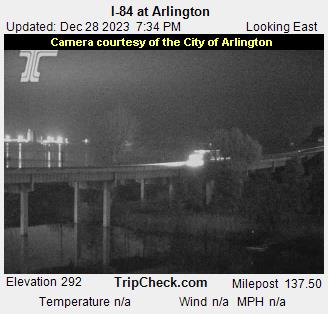 I-84 at Arlington
Updated: Dec 28 2023 7:34 PM Looking East
Camera courtesy of the City of Arlington
Elevation 292 TripCheck.com Milepost 137.50
Temperature n/a Wind n/a MPH n/a